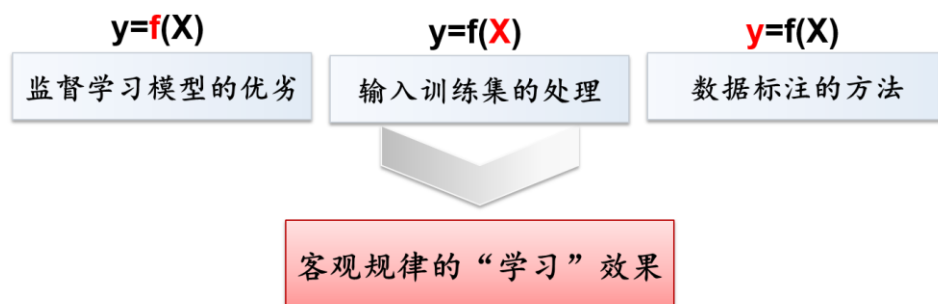 y=f(X)
监督学习模型的优劣
y=f(X)
输入训练集的处理
y=f(X)
数据标注的方法
客观规律的“学习”效果